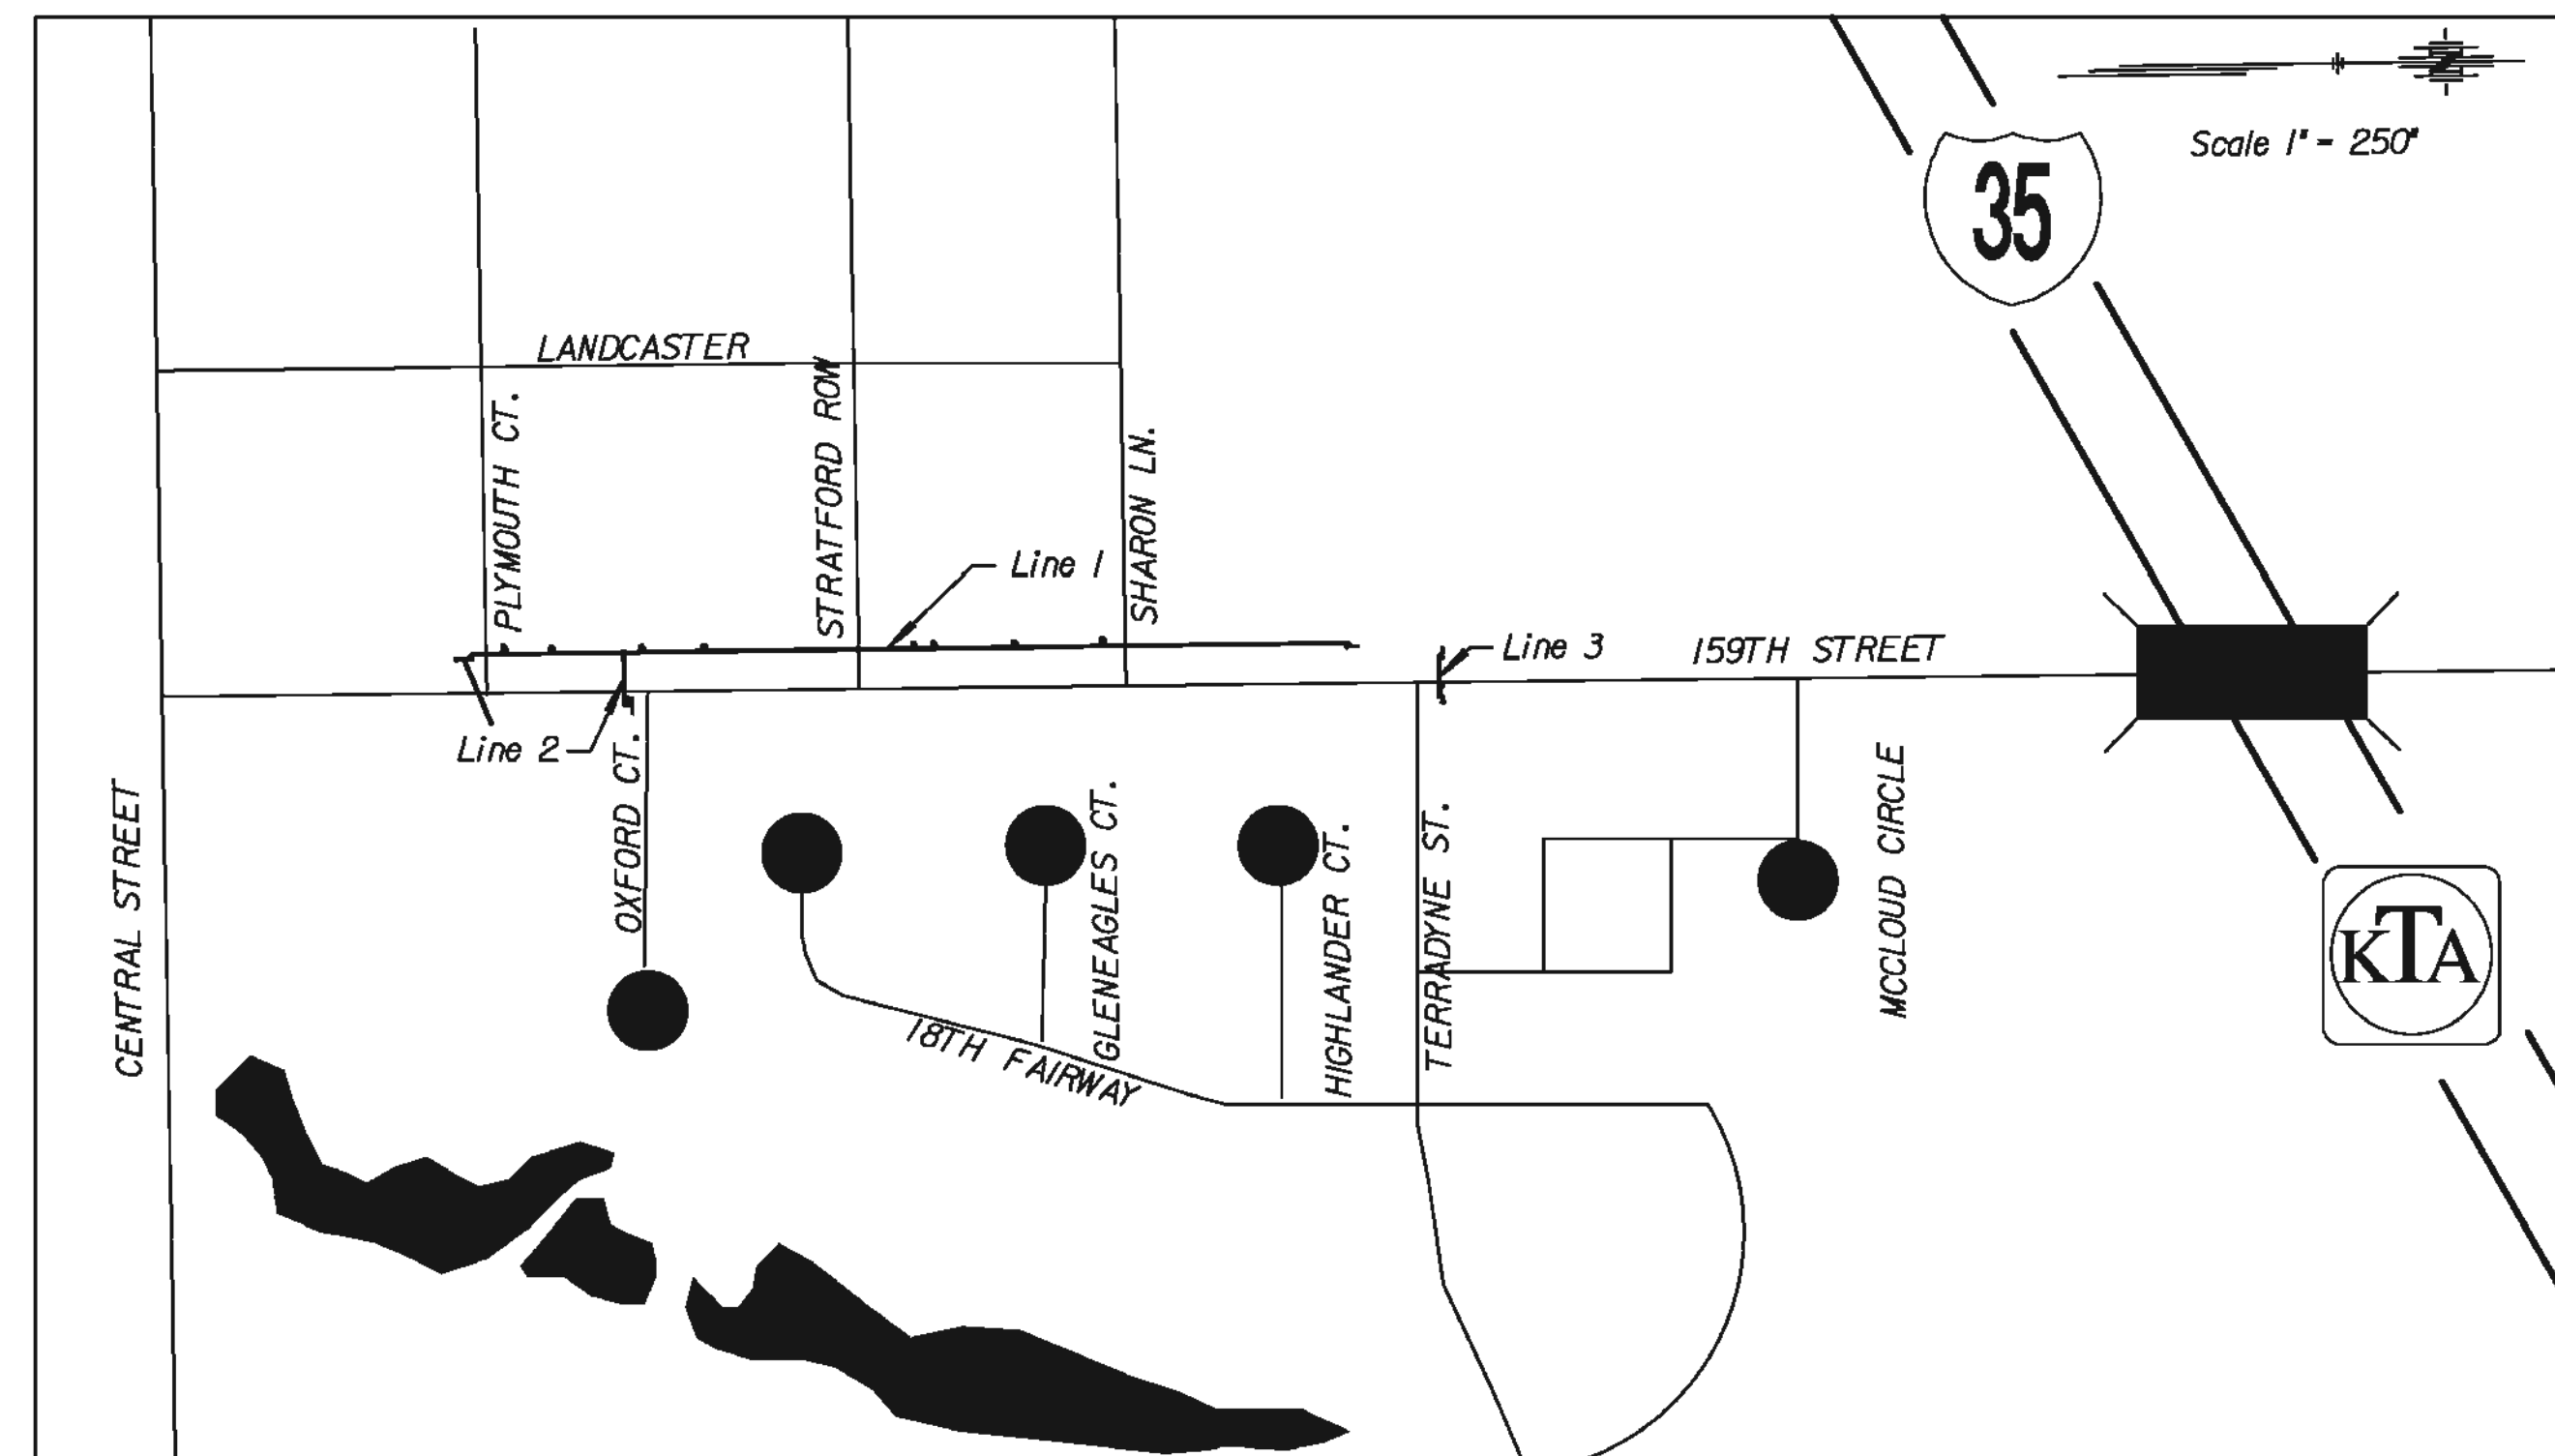 35
Scale 1" = 250"
LANDCASTER
PLYMOUTH CT.
STRATFORD ROW
SHARON LN.
Line 1
Line 3
159TH STREET
Line 2
OXFORD CT.
CENTRAL STREET
GLENEAGLES CT.
HIGHLANDER CT.
TERRADYNE ST.
MCCLOUD CIRCLE
KTA
18TH FAIRWAY